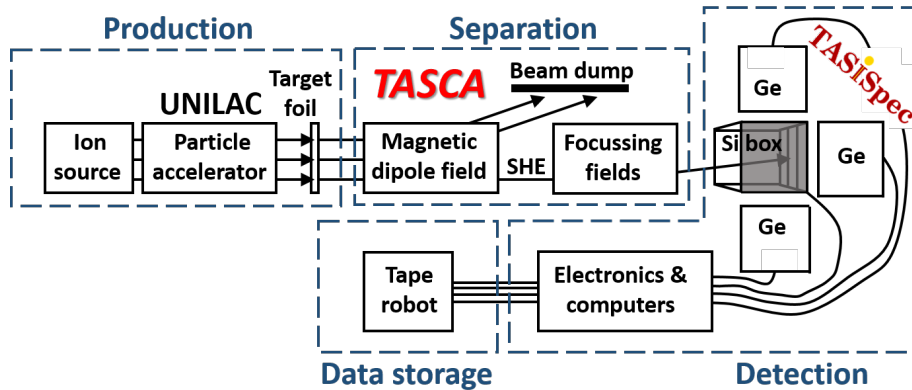 Production
Separation
Target
foil
UNILAC
TASCA
Beam dump
TASISpec
Ge
Ion
source
Particle
accelerator
Magnetic
dipole field
SHE
Focussing
fields
Si box
Ge
Ge
Tape
robot
Electronics &
computers
Data storage
Detection